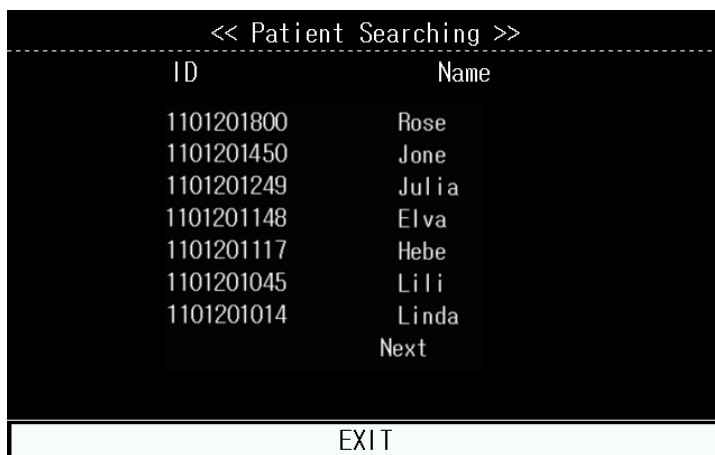 << Patient Searching >>
ID Name
1101201800 Rose
1101201450 Jone
1101201249 Julia
1101201148 Elva
1101201117 Hebe
1101201045 Lili
1101201014 Linda
Next
EXIT